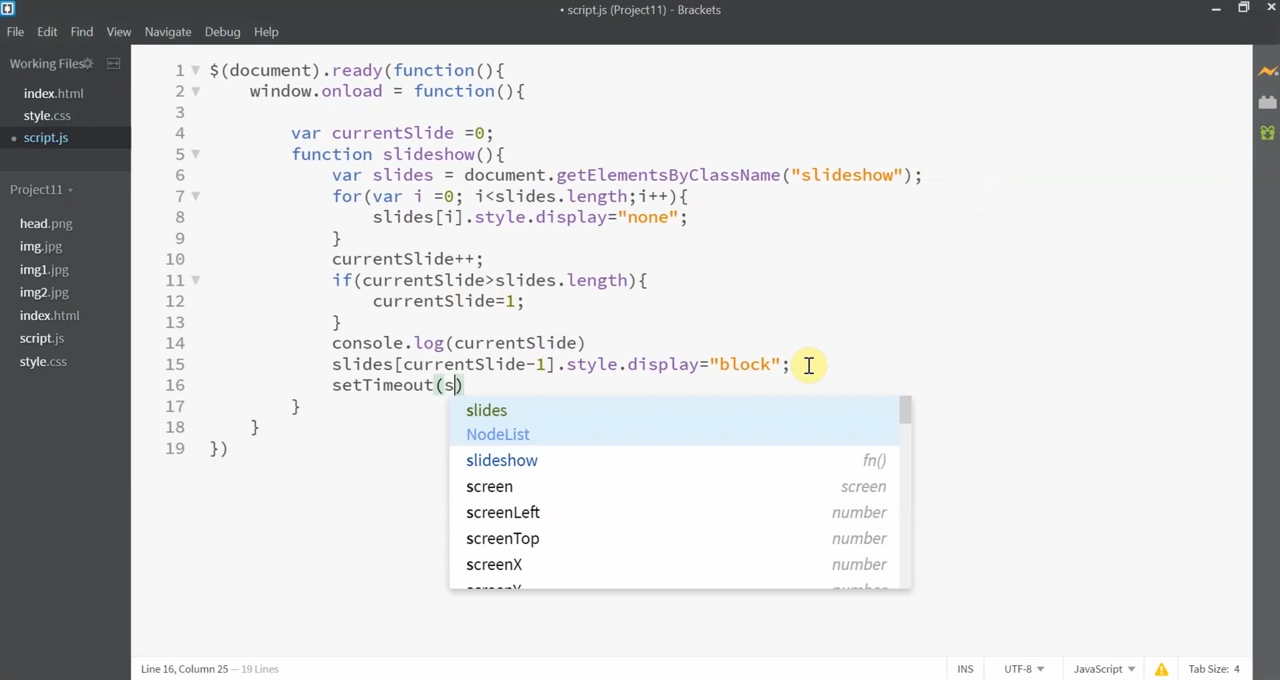 • script.js (Project11) - Brackets
File Edit Find View Navigate Debug Help
Working Files
index.html
style.css
• script.js
Project11
head.png
img.jpg
img1.jpg
img2.jpg
index.html
script.js
style.css
1 $(document).ready(function(){
2 window.onload = function(){
3
4 var currentSlide =0;
5 function slideshow(){
6 var slides = document.getElementsByClassName("slideshow");
7 for(var i =0; i<slides.length;i++){
8 slides[i].style.display="none";
9 }
10 currentSlide++;
11 if(currentSlide>slides.length){
12 currentSlide=1;
13 }
14 console.log(currentSlide)
15 slides[currentSlide-1].style.display="block";
16 setTimeout(s)
17 }
18 }
19 })
slides
NodeList
slideshow fn()
screen screen
screenLeft number
screenTop number
screenX number
screenY number
Line 16, Column 25 — 19 Lines
INS UTF-8 JavaScript Tab Size: 4